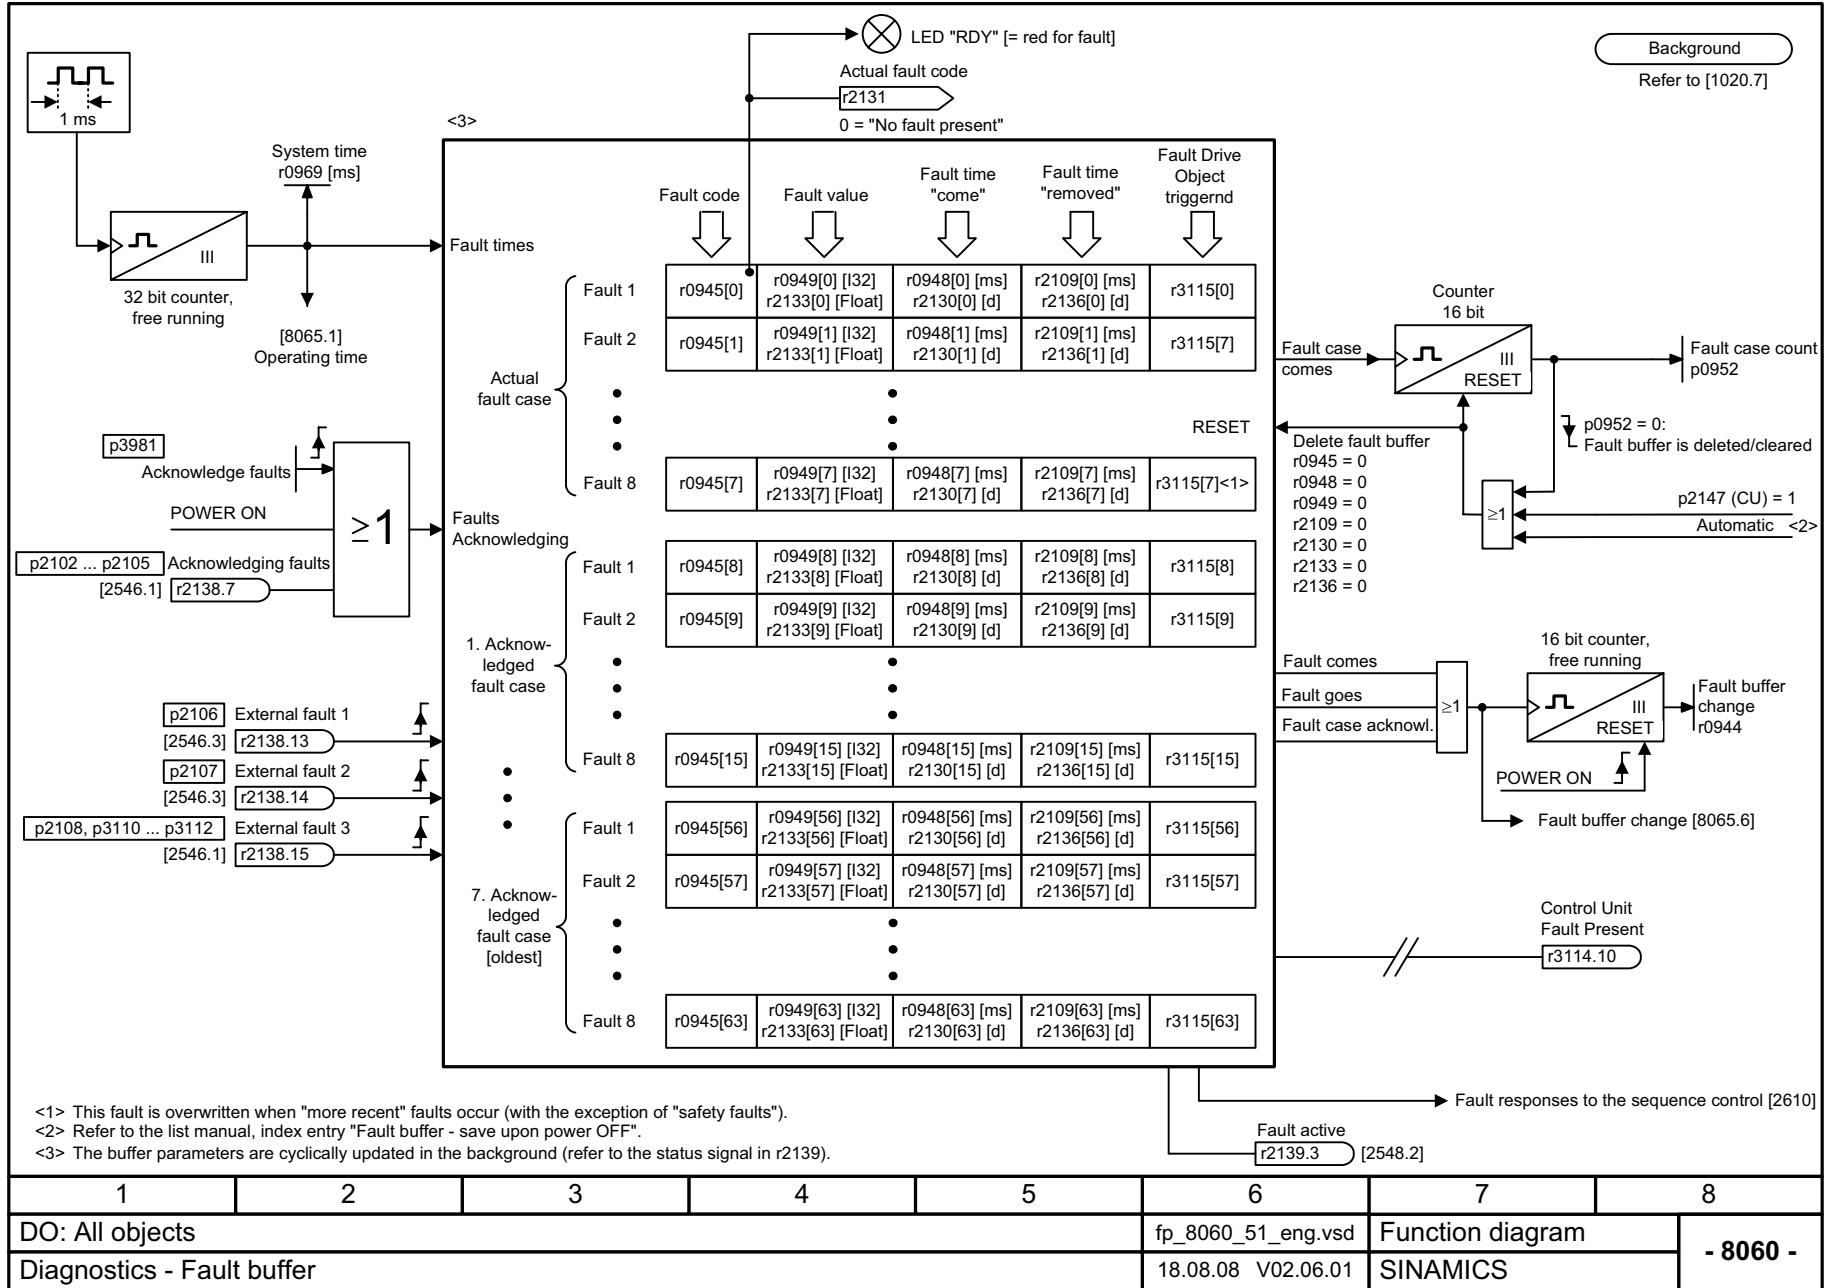 LED "RDY" [= red for fault]
Background
Refer to [1020.7]
Actual fault code
r2131
0 = "No fault present"
1 ms
<3>
System time
r0969 [ms]
III
32 bit counter,
free running
[8065.1]
Operating time
Fault times
Fault code
Fault value
Fault time
"come"
Fault time
"removed"
Fault Drive
Object
triggernd
Actual
fault case
Fault 1
r0945[0]
r0949[0] [I32]
r2133[0] [Float]
r0948[0] [ms]
r2130[0] [d]
r2109[0] [ms]
r2136[0] [d]
r3115[0]
Fault 2
r0945[1]
r0949[1] [I32]
r2133[1] [Float]
r0948[1] [ms]
r2130[1] [d]
r2109[1] [ms]
r2136[1] [d]
r3115[7]
RESET
Fault 8
r0945[7]
r0949[7] [I32]
r2133[7] [Float]
r0948[7] [ms]
r2130[7] [d]
r2109[7] [ms]
r2136[7] [d]
r3115[7]<1>
p3981
Acknowledge faults
POWER ON
p2102 ... p2105
Acknowledging faults
[2546.1]
r2138.7
≥1
Faults
Acknowledging
1. Acknow-
ledged
fault case
Fault 1
r0945[8]
r0949[8] [I32]
r2133[8] [Float]
r0948[8] [ms]
r2130[8] [d]
r2109[8] [ms]
r2136[8] [d]
r3115[8]
Fault 2
r0945[9]
r0949[9] [I32]
r2133[9] [Float]
r0948[9] [ms]
r2130[9] [d]
r2109[9] [ms]
r2136[9] [d]
r3115[9]
Fault 8
r0945[15]
r0949[15] [I32]
r2133[15] [Float]
r0948[15] [ms]
r2130[15] [d]
r2109[15] [ms]
r2136[15] [d]
r3115[15]
p2106
External fault 1
[2546.3]
r2138.13
p2107
External fault 2
[2546.3]
r2138.14
p2108, p3110 ... p3112
External fault 3
[2546.1]
r2138.15
7. Acknow-
ledged
fault case
[oldest]
Fault 1
r0945[56]
r0949[56] [I32]
r2133[56] [Float]
r0948[56] [ms]
r2130[56] [d]
r2109[56] [ms]
r2136[56] [d]
r3115[56]
Fault 2
r0945[57]
r0949[57] [I32]
r2133[57] [Float]
r0948[57] [ms]
r2130[57] [d]
r2109[57] [ms]
r2136[57] [d]
r3115[57]
Fault 8
r0945[63]
r0949[63] [I32]
r2133[63] [Float]
r0948[63] [ms]
r2130[63] [d]
r2109[63] [ms]
r2136[63] [d]
r3115[63]
Counter
16 bit
Fault case
comes
III
RESET
Fault case count
p0952
p0952 = 0:
Fault buffer is deleted/cleared
Delete fault buffer
r0945 = 0
r0948 = 0
r0949 = 0
r2109 = 0
r2130 = 0
r2133 = 0
r2136 = 0
≥1
p2147 (CU) = 1
Automatic <2>
16 bit counter,
free running
Fault comes
Fault goes
Fault case acknowl.
≥1
III
RESET
Fault buffer
change
r0944
POWER ON
Fault buffer change [8065.6]
Control Unit
Fault Present
r3114.10
Fault responses to the sequence control [2610]
Fault active
r2139.3
[2548.2]
<1> This fault is overwritten when "more recent" faults occur (with the exception of "safety faults").
<2> Refer to the list manual, index entry "Fault buffer - save upon power OFF".
<3> The buffer parameters are cyclically updated in the background (refer to the status signal in r2139).
1 2 3 4 5 6 7 8
DO: All objects
fp_8060_51_eng.vsd
Function diagram
- 8060 -
Diagnostics - Fault buffer
18.08.08 V02.06.01
SINAMICS